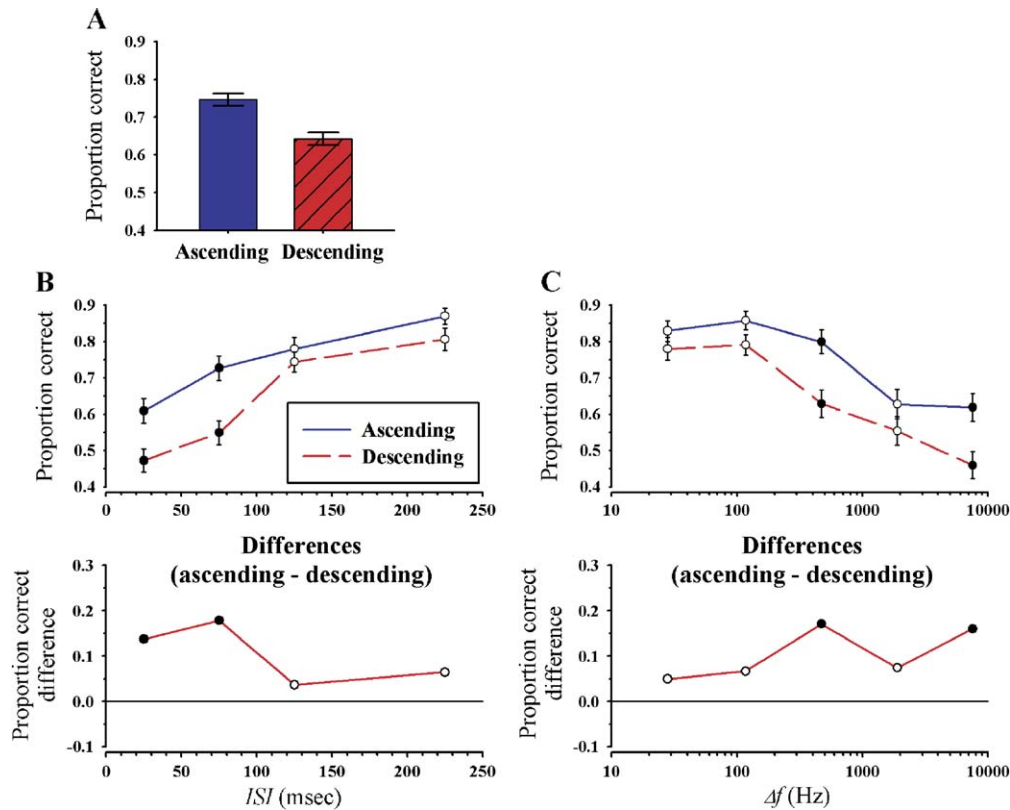 A
Proportion correct
0.9
0.8
0.7
0.6
0.5
0.4
Ascending Descending
B
Proportion correct
0.9
0.8
0.7
0.6
0.5
0.4
Ascending
Descending
0 50 100 150 200 250
C
Proportion correct
0.9
0.8
0.7
0.6
0.5
0.4
10 100 1000 10000
Differences
(ascending - descending)
Proportion correct
difference
0.3
0.2
0.1
0.0
-0.1
0 50 100 150 200 250
ISI (msec)
Differences
(ascending - descending)
Proportion correct
difference
0.3
0.2
0.1
0.0
-0.1
10 100 1000 10000
Δf (Hz)